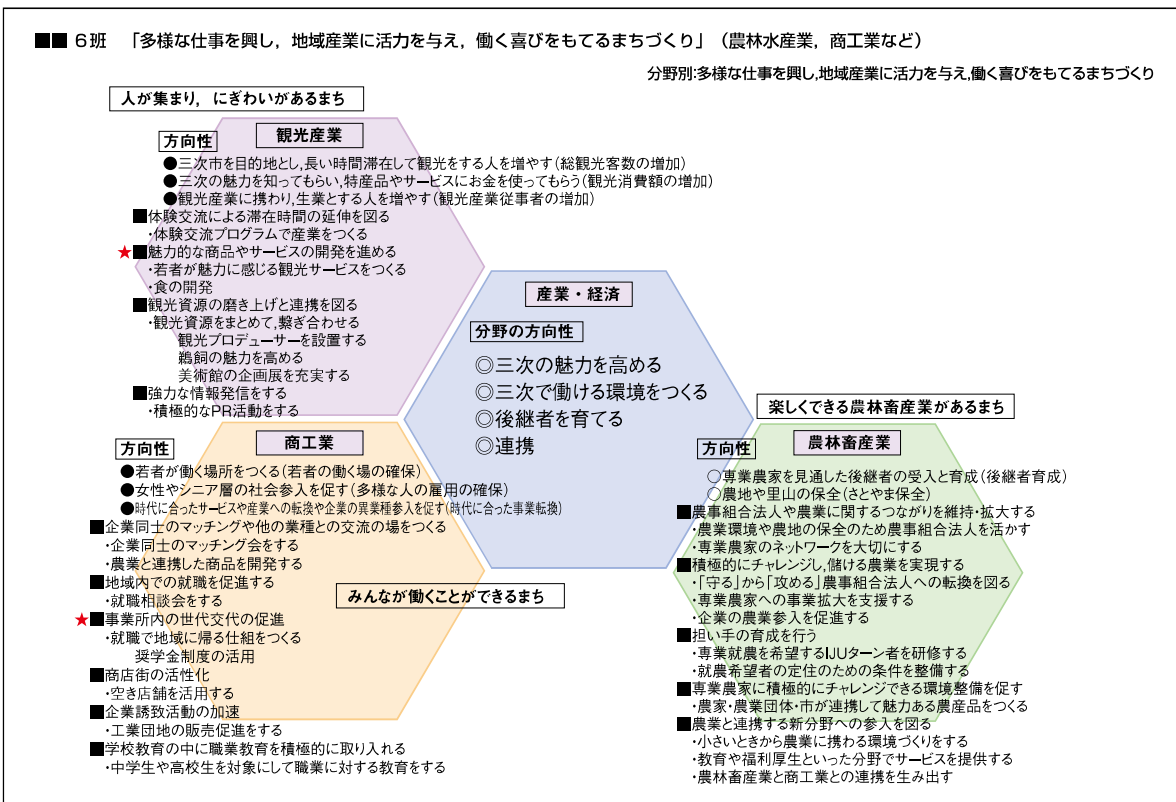 ■■ 6班 「多様な仕事を興し，地域産業に活力を与え，働く喜びをもてるまちづくり」（農林水産業，商工業など）
分野別:多様な仕事を興し,地域産業に活力を与え,働く喜びをもてるまちづくり
人が集まり，にぎわいがあるまち
観光産業
方向性
●三次市を目的地とし,長い時間滞在して観光をする人を増やす(総観光客数の増加)
●三次の魅力を知ってもらい,特産品やサービスにお金を使ってもらう(観光消費額の増加)
●観光産業に携わり,生業とする人を増やす(観光産業従事者の増加)
■体験交流による滞在時間の延伸を図る
・体験交流プログラムで産業をつくる
★■魅力的な商品やサービスの開発を進める
・若者が魅力に感じる観光サービスをつくる
・食の開発
■観光資源の磨き上げと連携を図る
・観光資源をまとめて,繋ぎ合わせる
観光プロデューサーを設置する
鵜飼の魅力を高める
美術館の企画展を充実する
■強力な情報発信をする
・積極的なPR活動をする
産業・経済
分野の方向性
◎三次の魅力を高める
◎三次で働ける環境をつくる
◎後継者を育てる
◎連携
商工業
方向性
●若者が働く場所をつくる(若者の働く場の確保)
●女性やシニア層の社会参入を促す(多様な人の雇用の確保)
●時代に合ったサービスや産業への転換や企業の異業種参入を促す(時代に合った事業転換)
■企業同士のマッチングや他の業種との交流の場をつくる
・企業同士のマッチング会をする
・農業と連携した商品を開発する
■地域内での就職を促進する
・就職相談会をする
★■事業所内の世代交代の促進
・就職で地域に帰る仕組をつくる
奨学金制度の活用
■商店街の活性化
・空き店舗を活用する
■企業誘致活動の加速
・工業団地の販売促進をする
■学校教育の中に職業教育を積極的に取り入れる
・中学生や高校生を対象にして職業に対する教育をする
みんなが働くことができるまち
楽しくできる農林畜産業があるまち
方向性
農林畜産業
○専業農家を見通した後継者の受入と育成(後継者育成)
○農地や里山の保全(さとやま保全)
■農事組合法人や農業に関するつながりを維持・拡大する
・農業環境や農地の保全のため農事組合法人を活かす
・専業農家のネットワークを大切にする
■積極的にチャレンジし,儲ける農業を実現する
・「守る」から「攻める」農事組合法人への転換を図る
・専業農家への事業拡大を支援する
・企業の農業参入を促進する
■担い手の育成を行う
・専業就農を希望するIJUターン者を研修する
・就農希望者の定住のための条件を整備する
■専業農家に積極的にチャレンジできる環境整備を促す
・農家・農業団体・市が連携して魅力ある農産品をつくる
■農業と連携する新分野への参入を図る
・小さいときから農業に携わる環境づくりをする
・教育や福利厚生といった分野でサービスを提供する
・農林畜産業と商工業との連携を生み出す